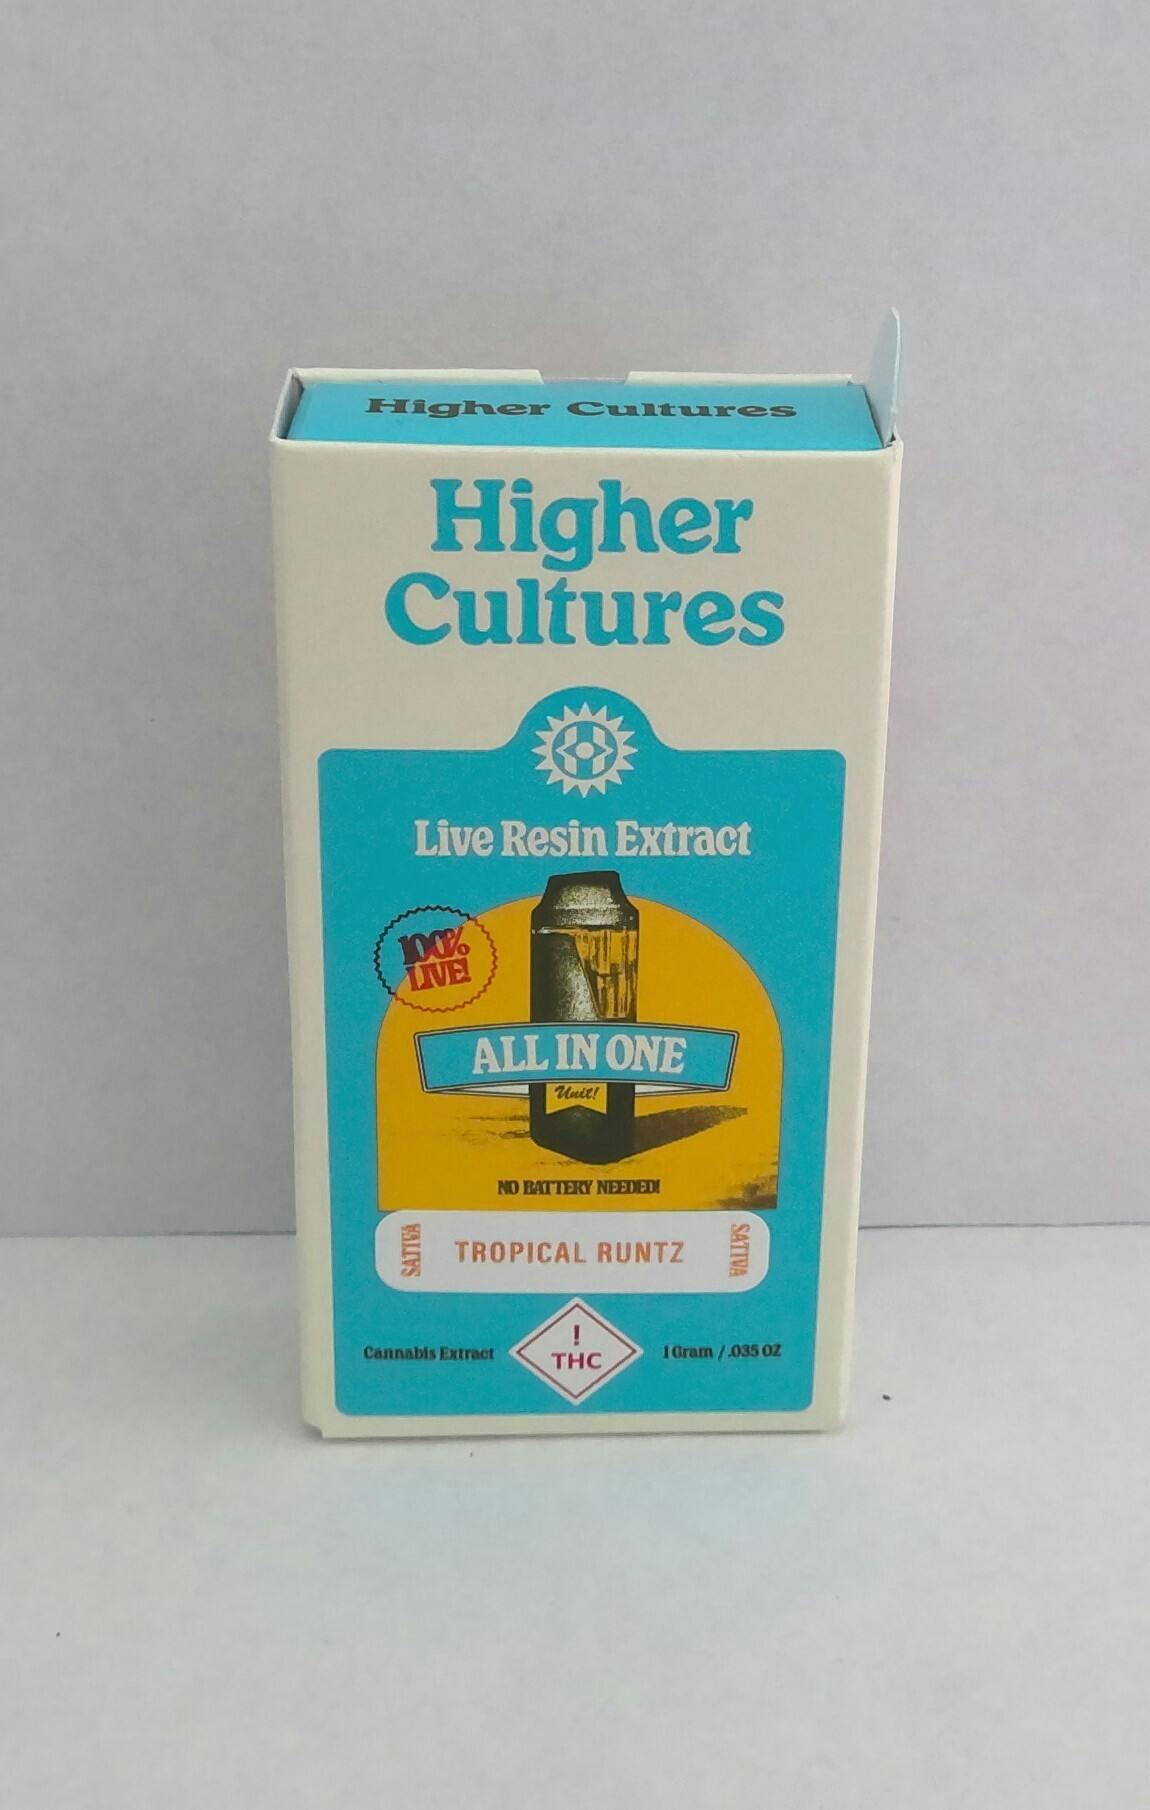 Higher Cultures
Higher
Cultures
Live Resin Extract
100%
LIVE!
ALL IN ONE
Unit!
NO BATTERY NEEDED!
SATIVA
TROPICAL RUNTZ
SATIVA
Cannabis Extract
!
THC
1 Gram / .035 OZ